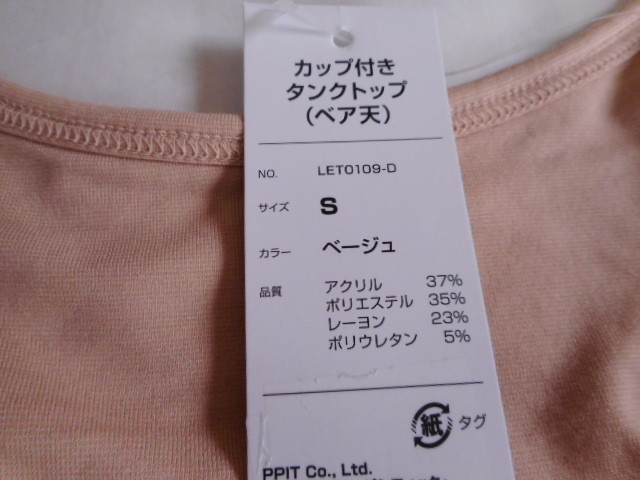 カップ付き
タンクトップ
(ベア天)
NO. LET0109-D
サイズ S
カラー ベージュ
品質 アクリル 37%
ポリエステル 35%
レーヨン 23%
ポリウレタン 5%
紙 タグ
PPIT Co., Ltd.